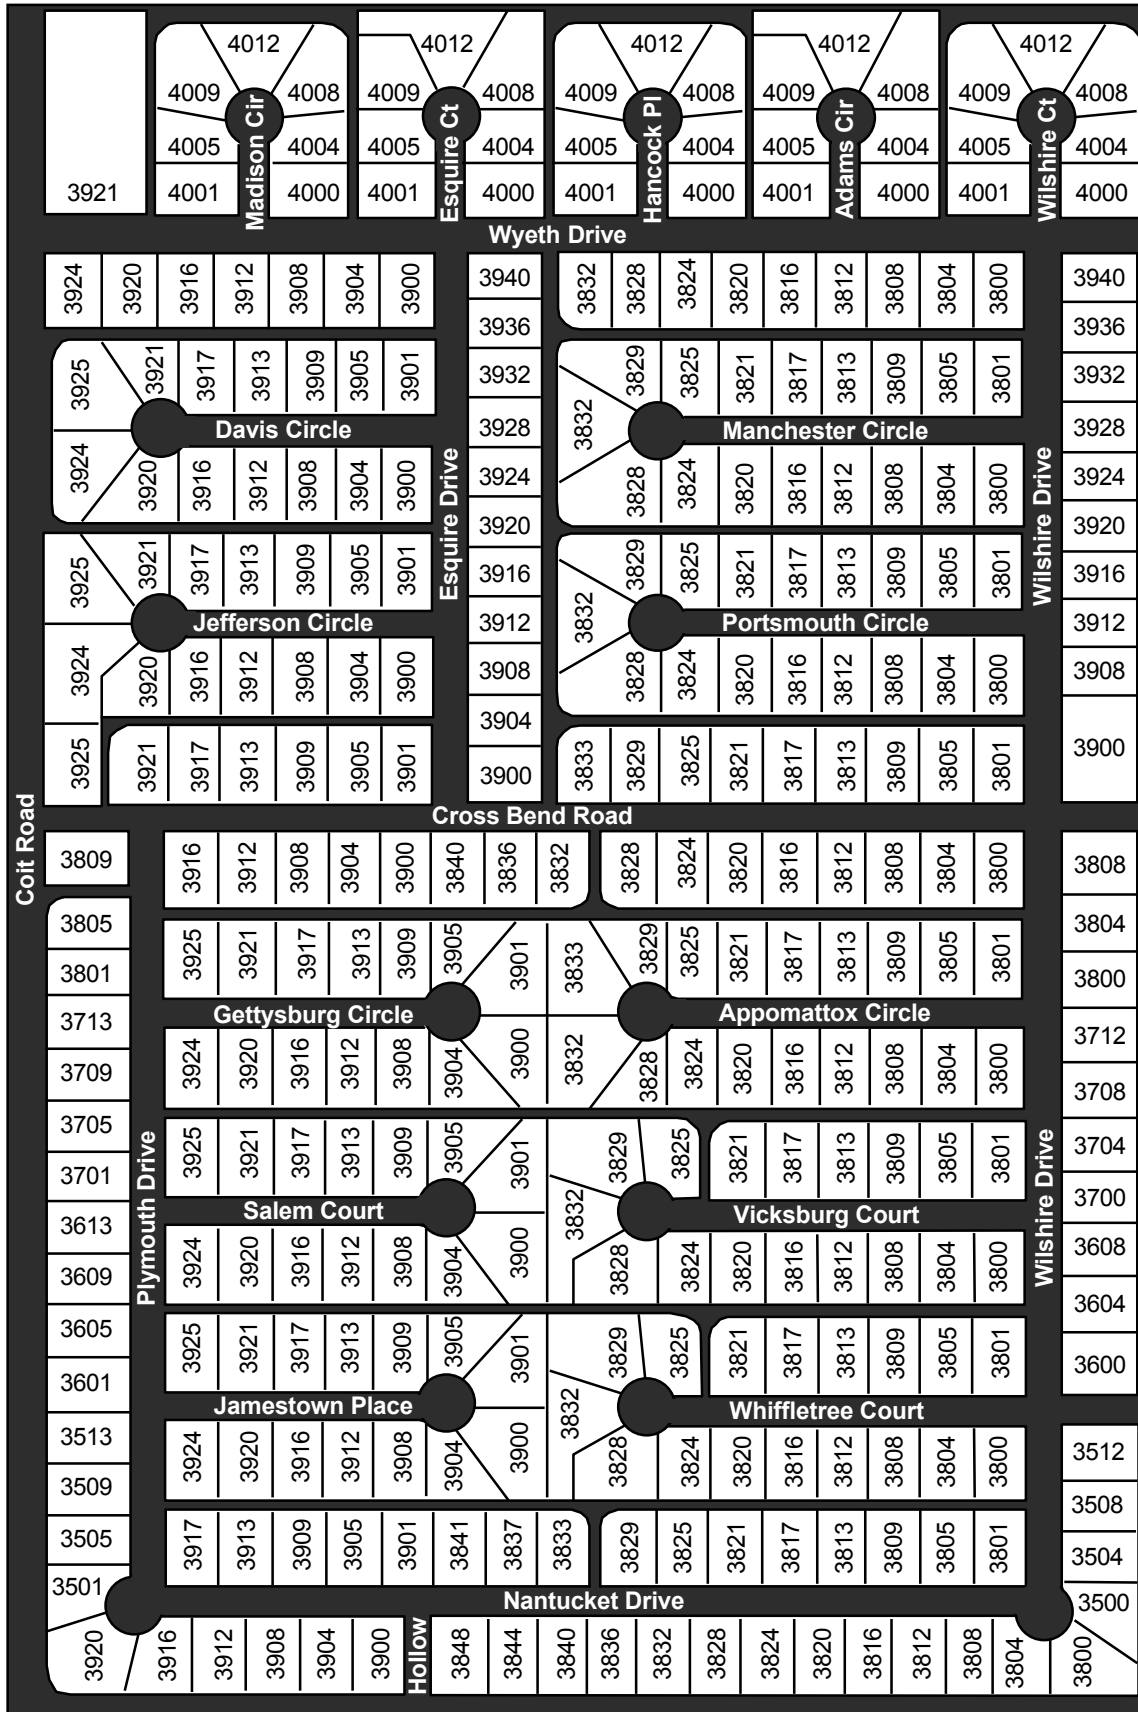 4012 4012 4012 4012 4012
4009 4008 4009 4008 4009 4008 4009 4008 4009 4008
4005 4004 4005 4004 4005 4004 4005 4004 4005 4004
3921 4001 4000 4001 4000 4001 4000 4001 4000 4001 4000
Madison Cir
Esquire Ct
Hancock Pl
Adams Cir
Wilshire Ct
Wyeth Drive
3924 3920 3916 3912 3908 3904 3900
3832 3828 3824 3820 3816 3812 3808 3804 3800
3925 3921 3917 3913 3909 3905 3901
Davis Circle
3924 3920 3916 3912 3908 3904 3900
3925 3921 3917 3913 3909 3905 3901
Jefferson Circle
3924 3920 3916 3912 3908 3904 3900
3925 3921 3917 3913 3909 3905 3901
Esquire Drive
3940
3936
3932
3928
3924
3920
3916
3912
3908
3904
3900
3832 3829 3825 3821 3817 3813 3809 3805 3801
Manchester Circle
3828 3824 3820 3816 3812 3808 3804 3800
3832 3829 3825 3821 3817 3813 3809 3805 3801
Portsmouth Circle
3828 3824 3820 3816 3812 3808 3804 3800
3833 3829 3825 3821 3817 3813 3809 3805 3801
Wilshire Drive
3940
3936
3932
3928
3924
3920
3916
3912
3908
3900
Cross Bend Road
Coit Road
3809
3805
3801
3713
3709
3705
3701
3613
3609
3605
3601
3513
3509
3505
3501
Plymouth Drive
3916 3912 3908 3904 3900 3840 3836 3832 3828 3824 3820 3816 3812 3808 3804 3800
3925 3921 3917 3913 3909 3905 3901 3833 3829 3825 3821 3817 3813 3809 3805 3801
Gettysburg Circle
Appomattox Circle
3924 3920 3916 3912 3908 3904 3900 3832 3828 3824 3820 3816 3812 3808 3804 3800
3925 3921 3917 3913 3909 3905 3901 3829 3825 3821 3817 3813 3809 3805 3801
Salem Court
Vicksburg Court
3924 3920 3916 3912 3908 3904 3900 3832 3828 3824 3820 3816 3812 3808 3804 3800
3925 3921 3917 3913 3909 3905 3901 3829 3825 3821 3817 3813 3809 3805 3801
Jamestown Place
Whiffletree Court
3924 3920 3916 3912 3908 3904 3900 3832 3828 3824 3820 3816 3812 3808 3804 3800
3917 3913 3909 3905 3901 3841 3837 3833 3829 3825 3821 3817 3813 3809 3805 3801
Wilshire Drive
3808
3804
3800
3712
3708
3704
3700
3608
3604
3600
3512
3508
3504
3500
Nantucket Drive
3920 3916 3912 3908 3904 3900
Hollow
3848 3844 3840 3836 3832 3828 3824 3820 3816 3812 3808 3804 3800